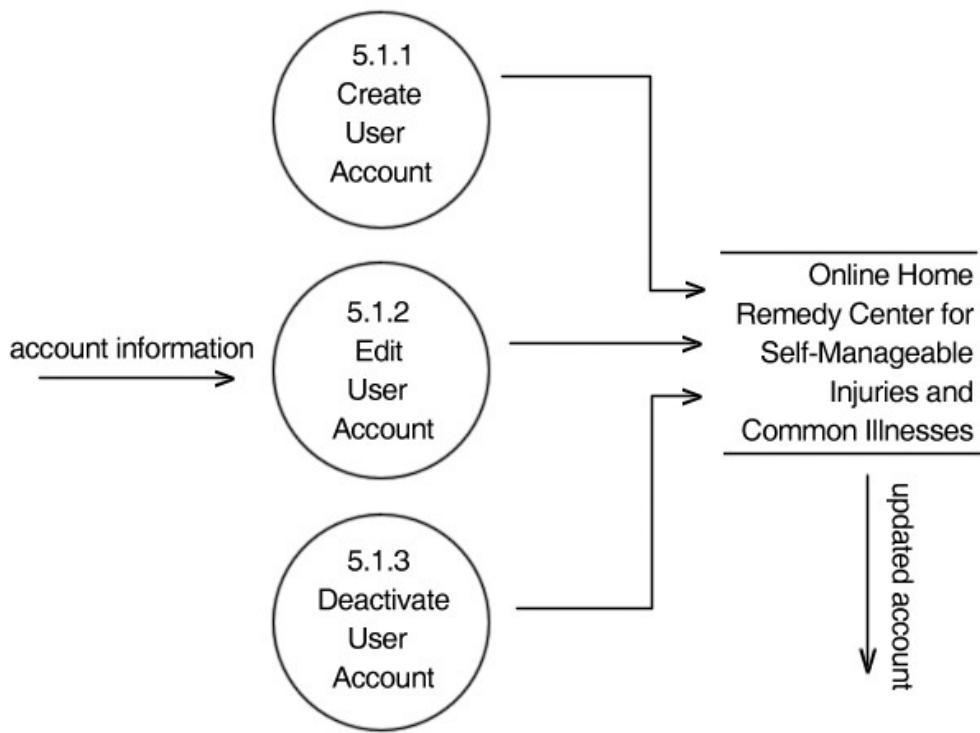 5.1.1
Create
User
Account
account information
5.1.2
Edit
User
Account
5.1.3
Deactivate
User
Account
Online Home
Remedy Center for
Self-Manageable
Injuries and
Common Illnesses
updated account